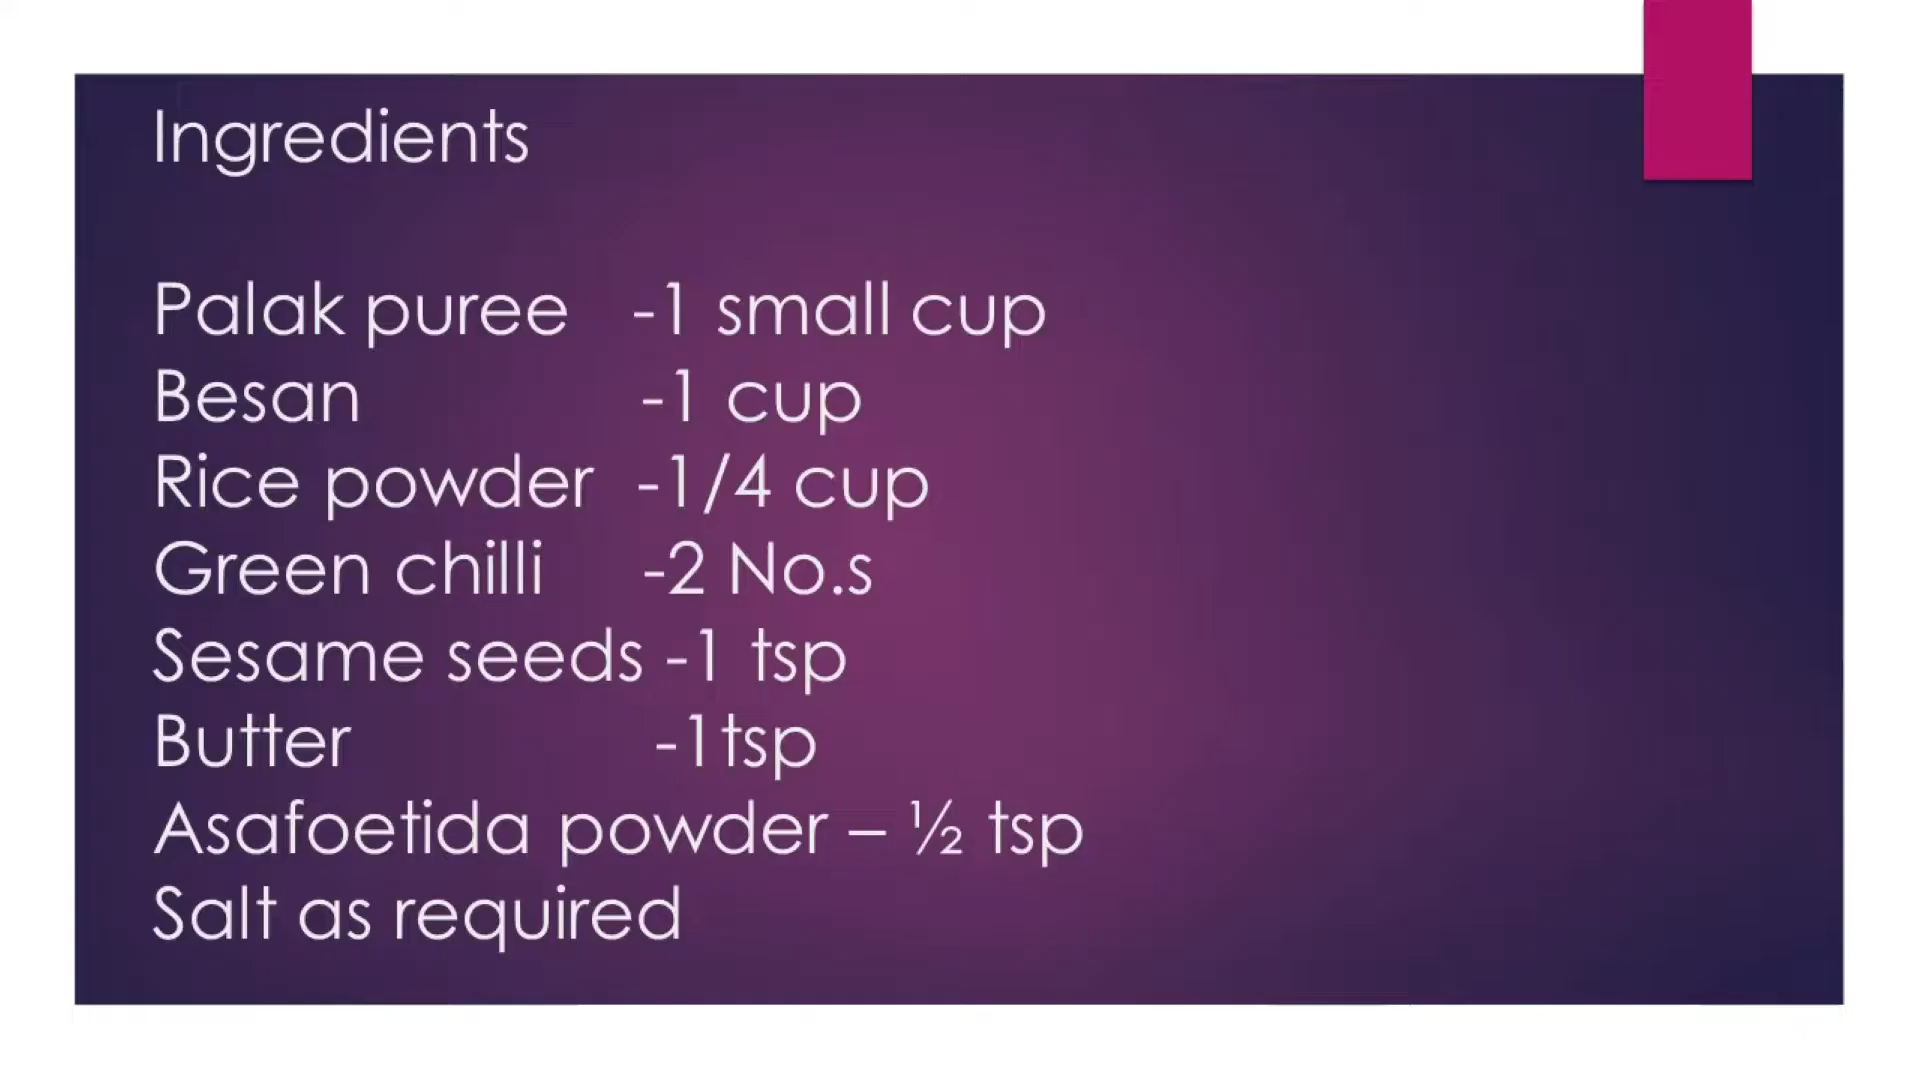 Ingredients
Palak puree -1 small cup
Besan -1 cup
Rice powder -1/4 cup
Green chilli -2 No.s
Sesame seeds -1 tsp
Butter -1tsp
Asafoetida powder – ½ tsp
Salt as required